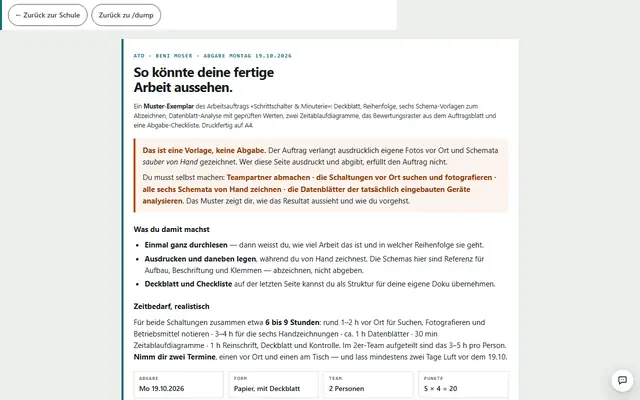 ← Zurück zur Schule
Zurück zu /dump
ATD · BENI MOSER · ABGABE MONTAG 19.10.2026
So könnte deine fertige
Arbeit aussehen.
Ein Muster-Exemplar des Arbeitsauftrags «Schrittschalter & Minuterie»: Deckblatt, Reihenfolge, sechs Schema-Vorlagen zum
Abzeichnen, Datenblatt-Analyse mit geprüften Werten, zwei Zeitablaufdiagramme, das Bewertungsraster aus dem Auftragsblatt und
eine Abgabe-Checkliste. Druckfertig auf A4.
Das ist eine Vorlage, keine Abgabe. Der Auftrag verlangt ausdrücklich eigene Fotos vor Ort und Schemata
sauber von Hand gezeichnet. Wer diese Seite ausdruckt und abgibt, erfüllt den Auftrag nicht.
Du musst selbst machen: Teampartner abmachen · die Schaltungen vor Ort suchen und fotografieren ·
alle sechs Schemata von Hand zeichnen · die Datenblätter der tatsächlich eingebauten Geräte
analysieren. Das Muster zeigt dir, wie das Resultat aussieht und wie du vorgehst.
Was du damit machst
• Einmal ganz durchlesen — dann weisst du, wie viel Arbeit das ist und in welcher Reihenfolge sie geht.
• Ausdrucken und daneben legen, während du von Hand zeichnest. Die Schemas hier sind Referenz für
Aufbau, Beschriftung und Klemmen — abzeichnen, nicht abgeben.
• Deckblatt und Checkliste auf der letzten Seite kannst du als Struktur für deine eigene Doku übernehmen.
Zeitbedarf, realistisch
Für beide Schaltungen zusammen etwa 6 bis 9 Stunden: rund 1–2 h vor Ort für Suchen, Fotografieren und
Betriebsmittel notieren · 3–4 h für die sechs Handzeichnungen · ca. 1 h Datenblätter · 30 min
Zeitablaufdiagramme · 1 h Reinschrift, Deckblatt und Kontrolle. Im 2er-Team aufgeteilt sind das 3–5 h pro Person.
Nimm dir zwei Termine, einen vor Ort und einen am Tisch — und lass mindestens zwei Tage Luft vor dem 19.10.
ABGABE
Mo 19.10.2026
FORM
Papier, mit Deckblatt
TEAM
2 Personen
PUNKTE
5 × 4 = 20